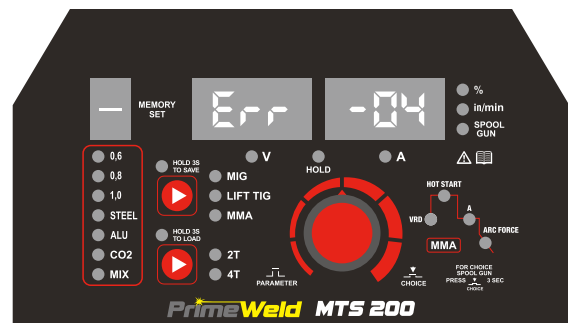 %
in/min
SPOOL
GUN
—
MEMORY
SET
Err
-04
V
HOLD
A
0,6
0,8
1,0
STEEL
ALU
CO2
MIX
HOLD 3S
TO SAVE
HOLD 3S
TO LOAD
MIG
LIFT TIG
MMA
2T
4T
PARAMETER
CHOICE
HOT START
VRD
A
ARC FORCE
MMA
FOR CHOICE
SPOOL GUN
PRESS 3 SEC
CHOICE
PrimeWeld MTS 200